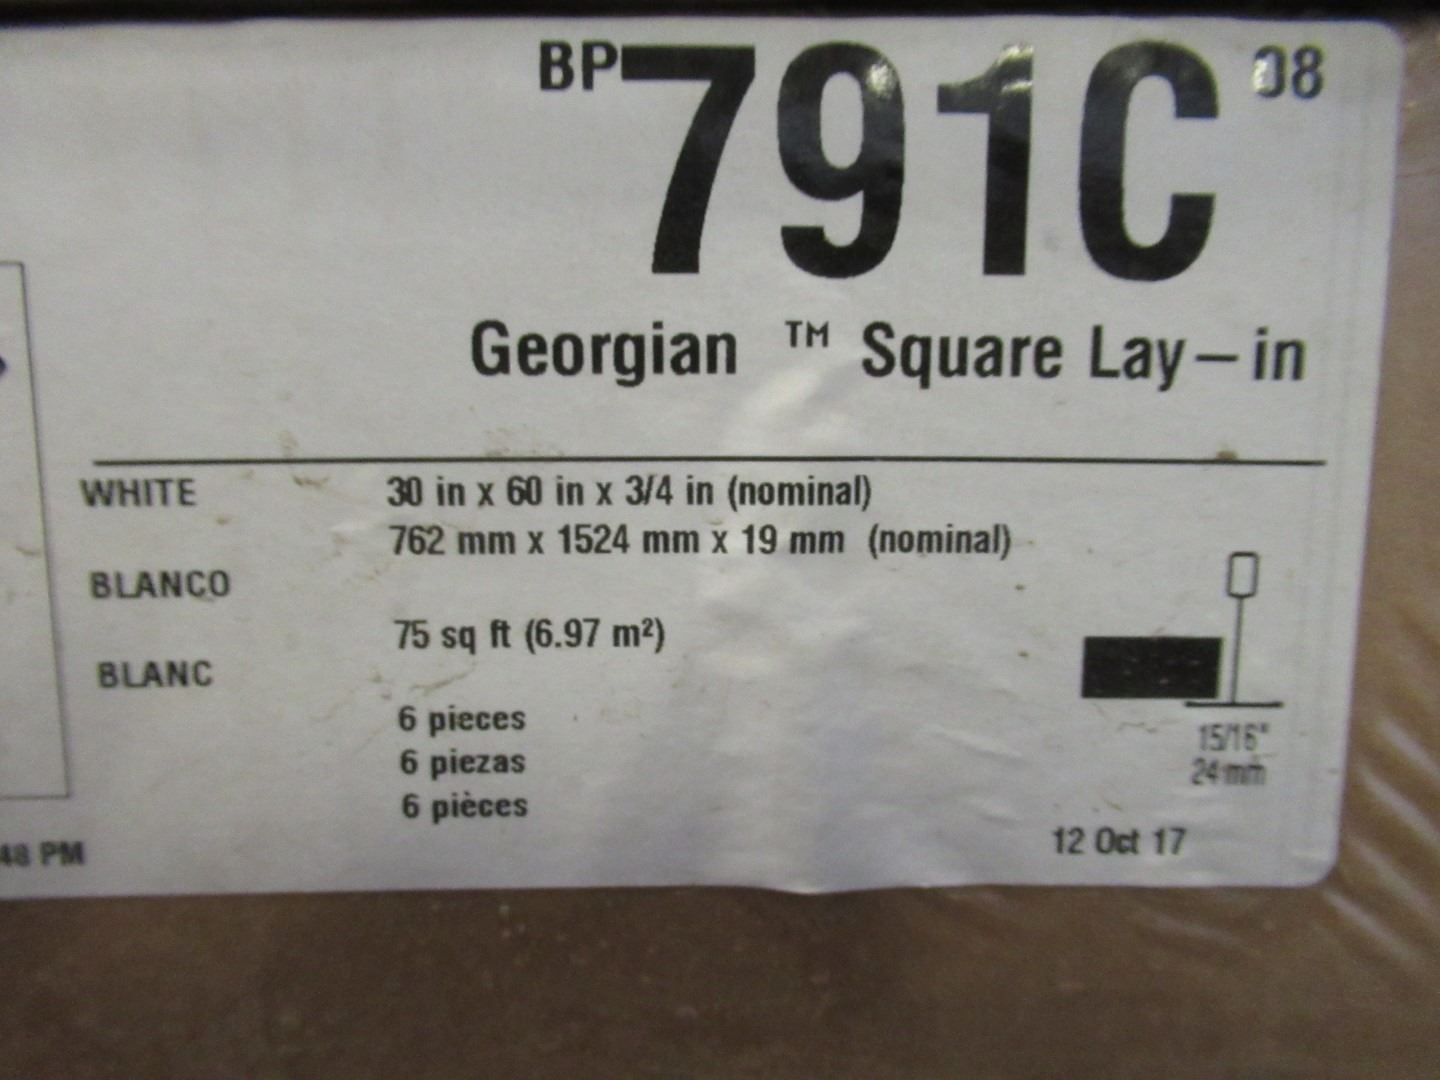 BP 791C 08
Georgian ™ Square Lay-in
WHITE 30 in x 60 in x 3/4 in (nominal)
762 mm x 1524 mm x 19 mm (nominal)
BLANCO
75 sq ft (6.97 m²)
BLANC
6 pieces
6 piezas
6 pièces
15/16"
24 mm
12 Oct 17
48 PM